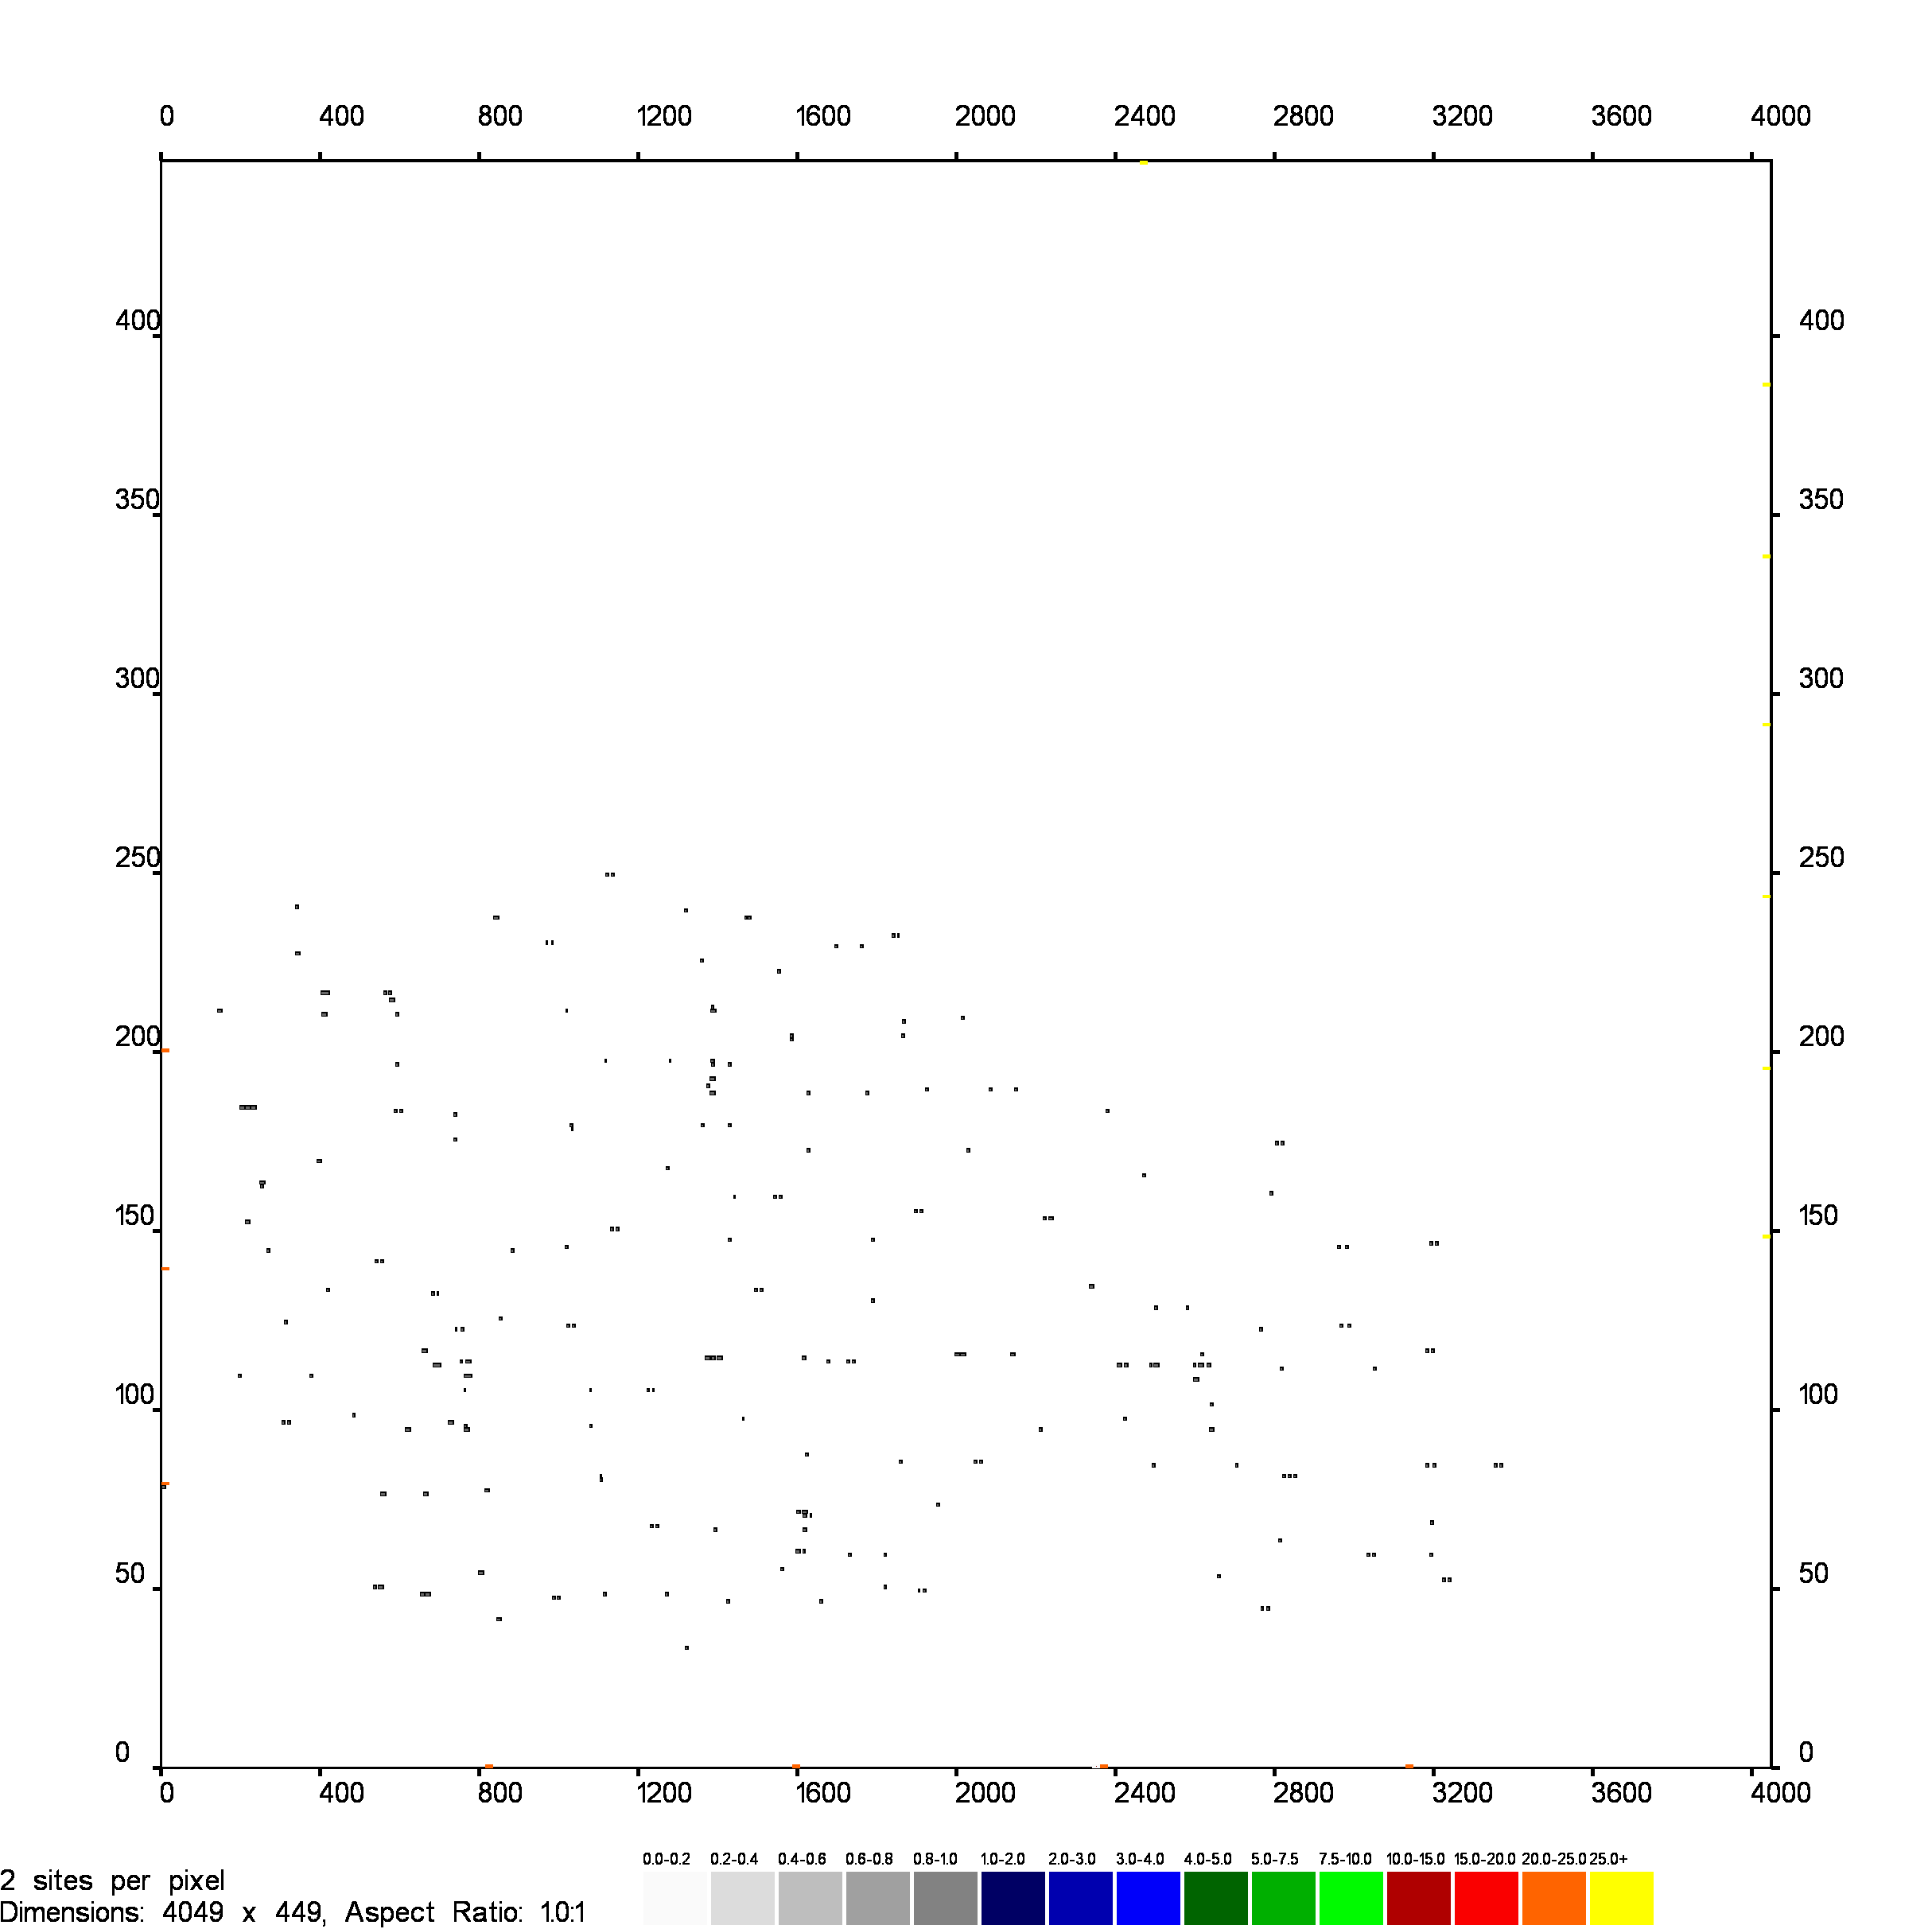 0 400 800 1200 1600 2000 2400 2800 3200 3600 4000
400 400
350 350
300 300
250 250
200 200
150 150
100 100
50 50
0 0
0 400 800 1200 1600 2000 2400 2800 3200 3600 4000
0.0-0.2 0.2-0.4 0.4-0.6 0.6-0.8 0.8-1.0 1.0-2.0 2.0-3.0 3.0-4.0 4.0-5.0 5.0-7.5 7.5-10.0 10.0-15.0 15.0-20.0 20.0-25.0 25.0+
2 sites per pixel
Dimensions: 4049 x 449, Aspect Ratio: 1.0:1